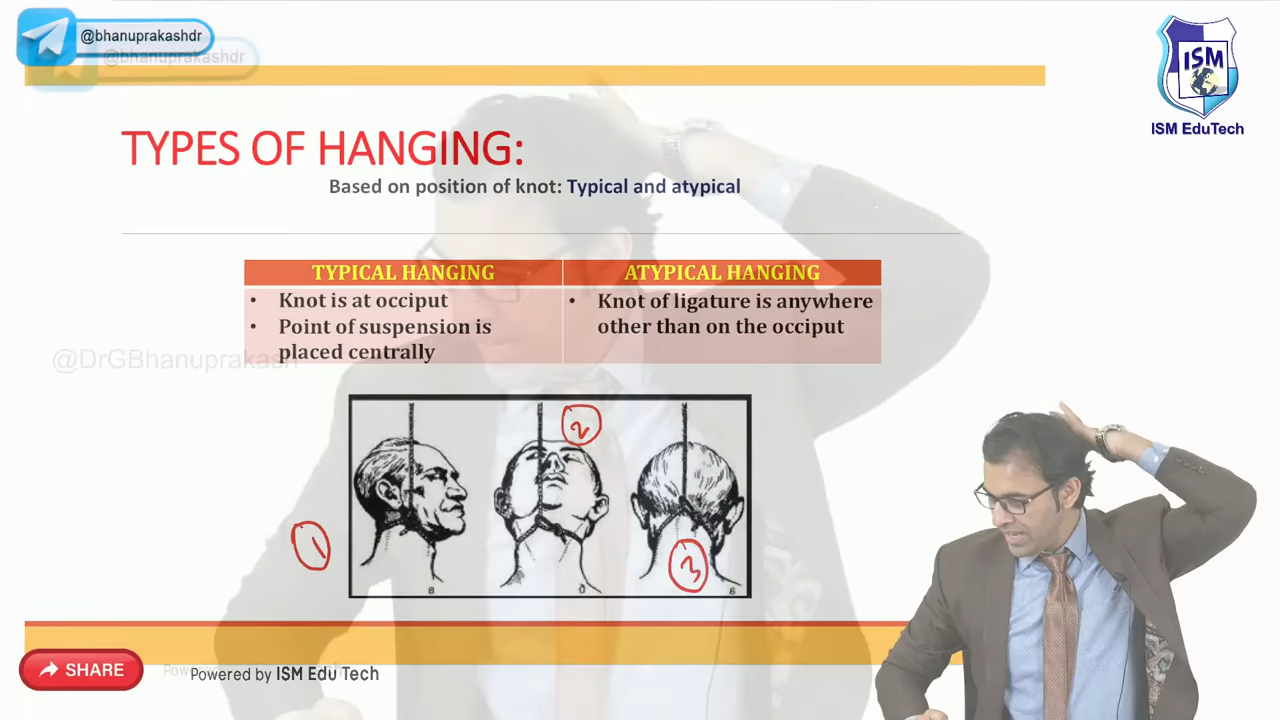 @bhanuprakashdr
@bhanuprakashdr
ISM
ISM EduTech
TYPES OF HANGING:
Based on position of knot: Typical and atypical
TYPICAL HANGING
• Knot is at occiput
• Point of suspension is
placed centrally
ATYPICAL HANGING
• Knot of ligature is anywhere
other than on the occiput
@DrGBhanuprakash
1
2
3
SHARE
Powered by ISM Edu Tech